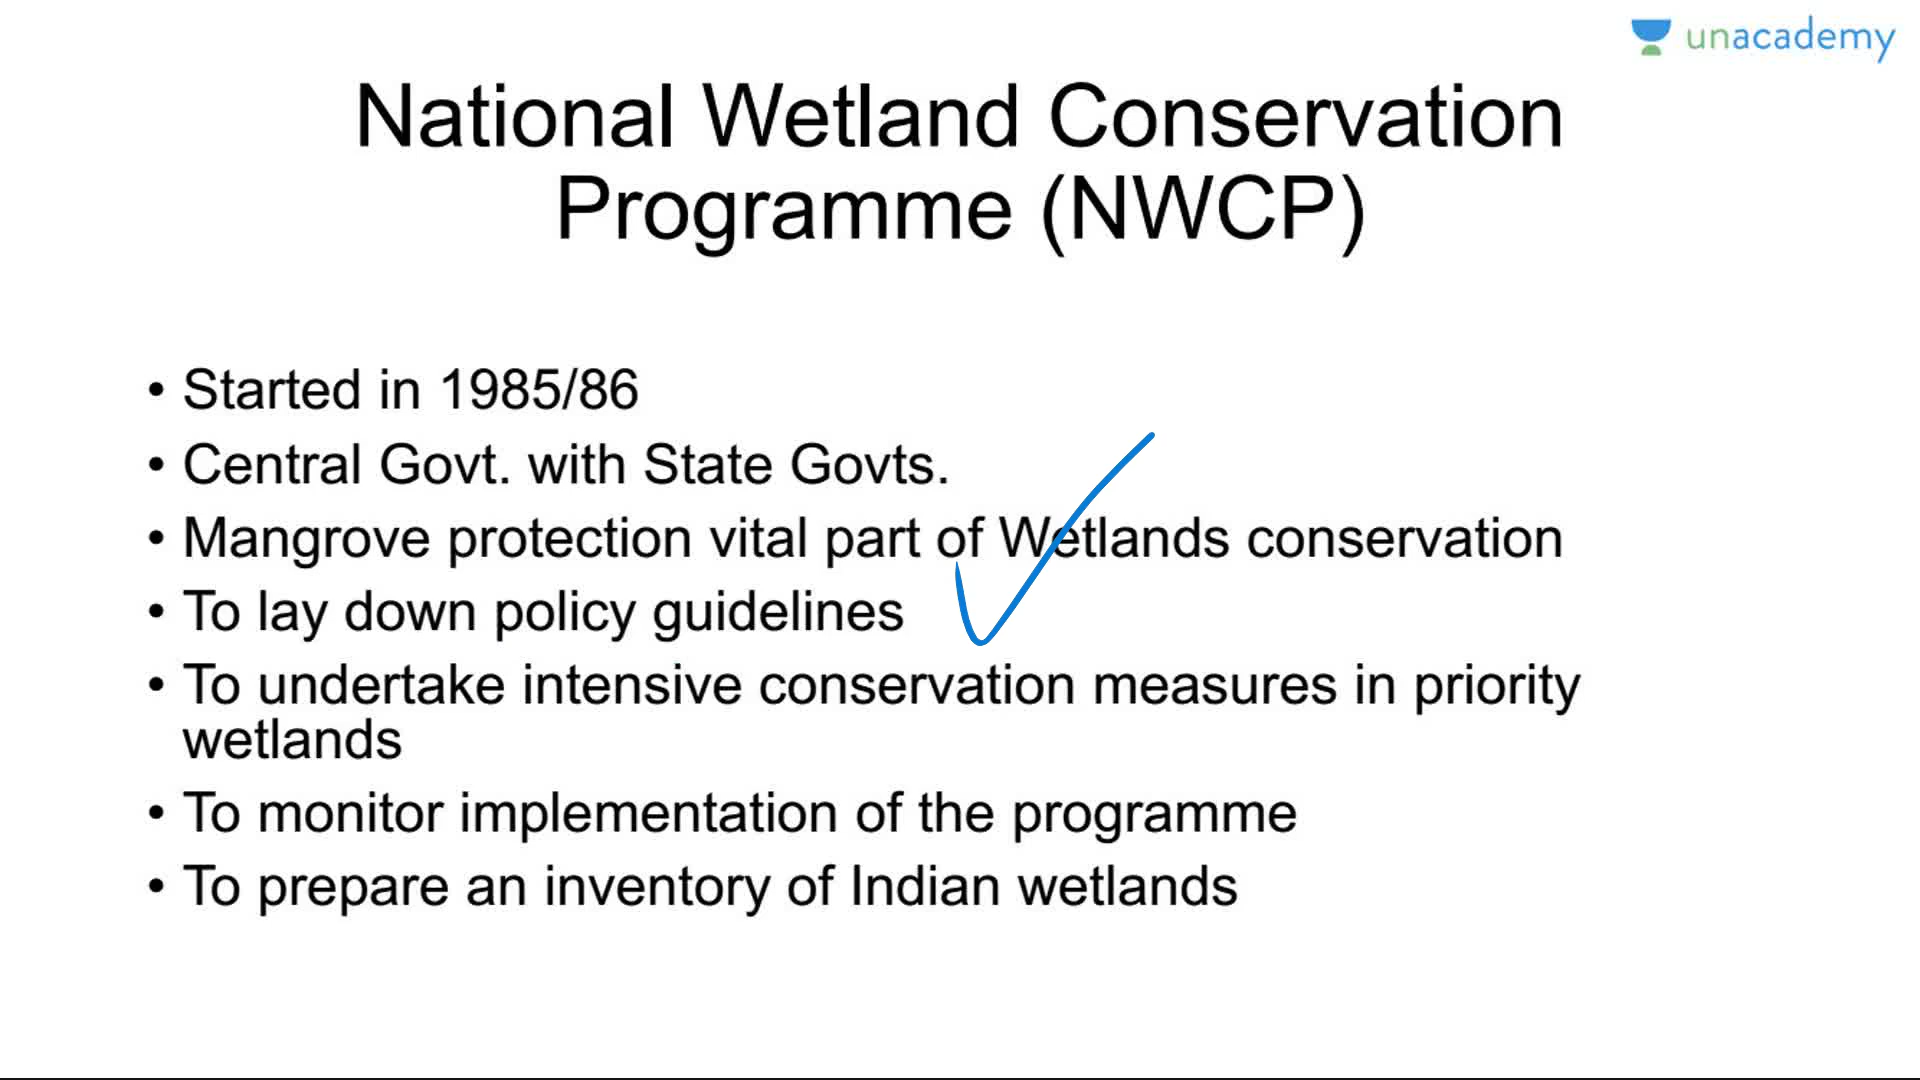 unacademy
National Wetland Conservation
Programme (NWCP)
• Started in 1985/86
• Central Govt. with State Govts.
• Mangrove protection vital part of Wetlands conservation
• To lay down policy guidelines
• To undertake intensive conservation measures in priority
wetlands
• To monitor implementation of the programme
• To prepare an inventory of Indian wetlands